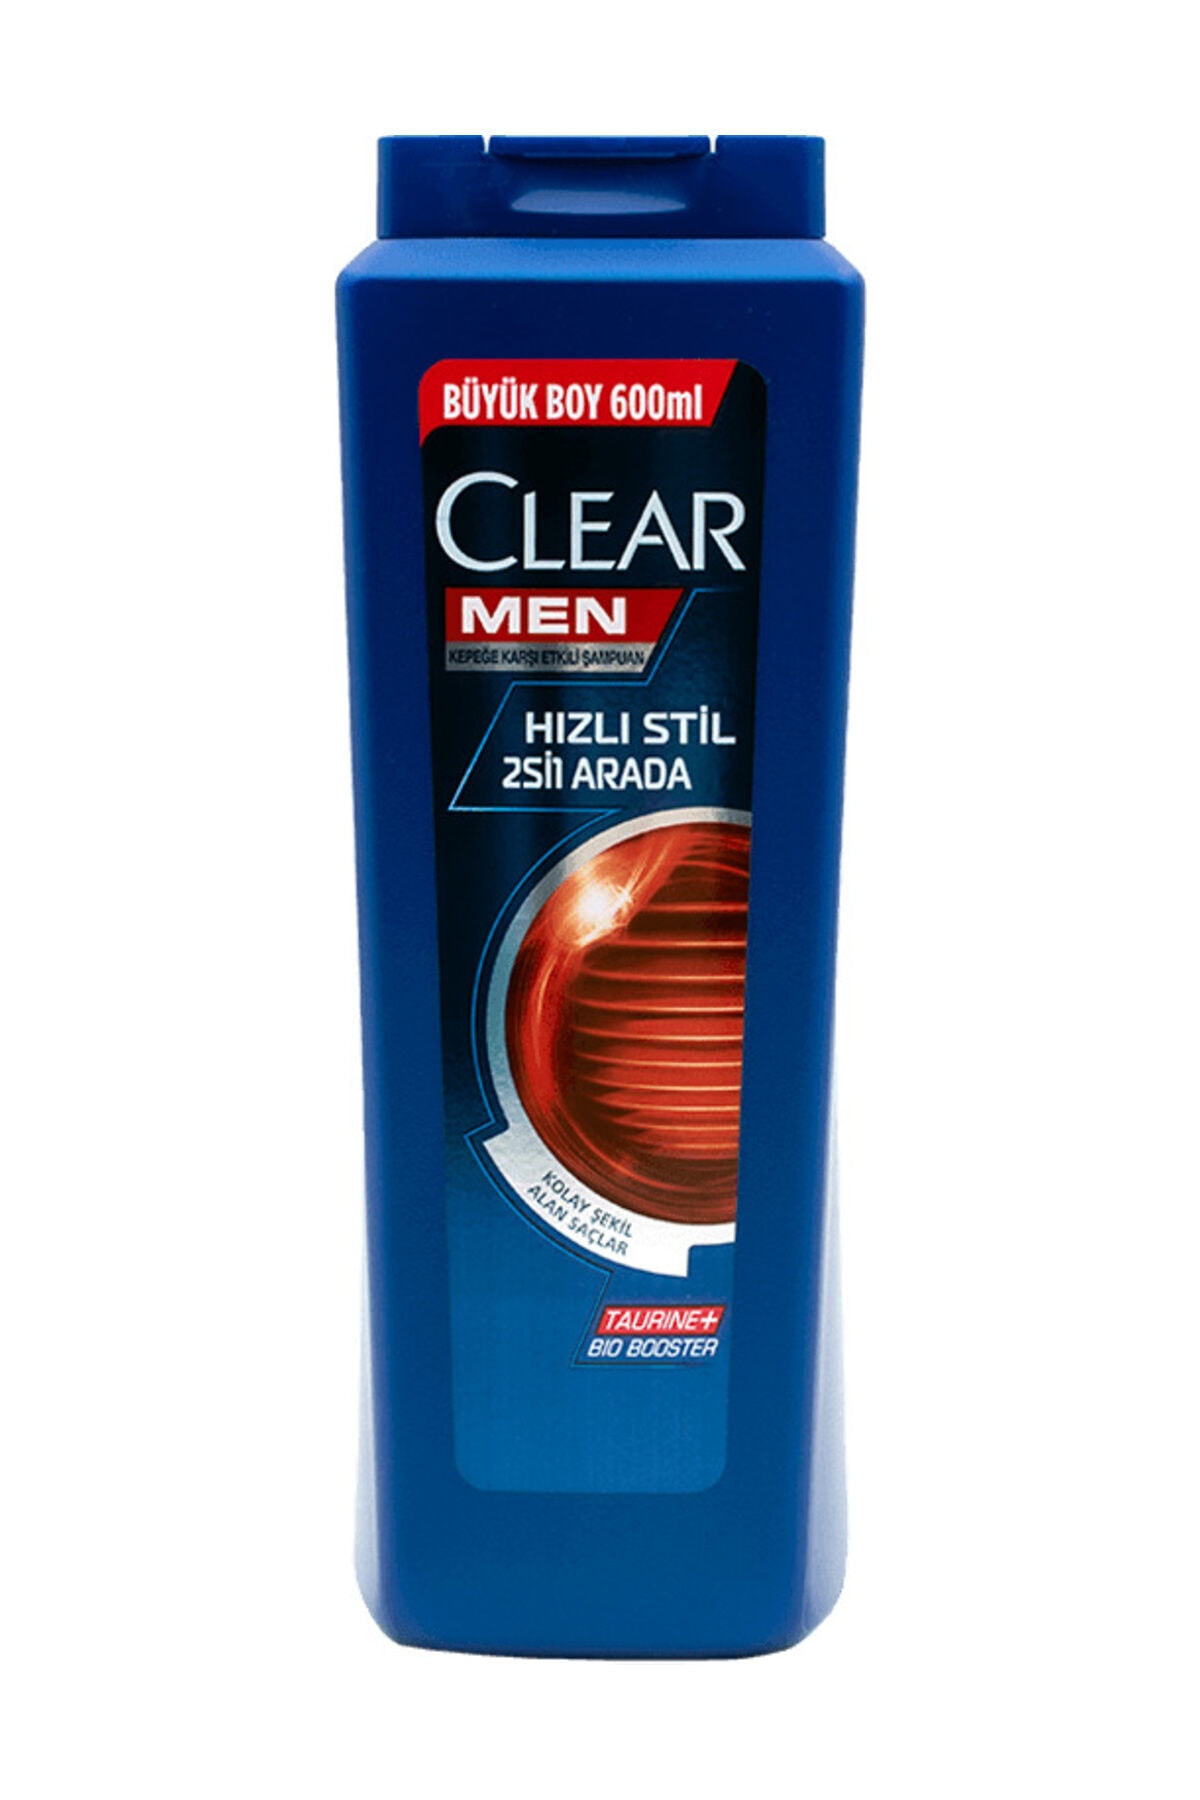 BÜYÜK BOY 600ml
CLEAR
MEN
KEPEĞE KARŞI ETKİLİ ŞAMPUAN
HIZLI STİL
2Sİ1 ARADA
KOLAY ŞEKİL
ALAN SAÇLAR
TAURINE+
BIO BOOSTER